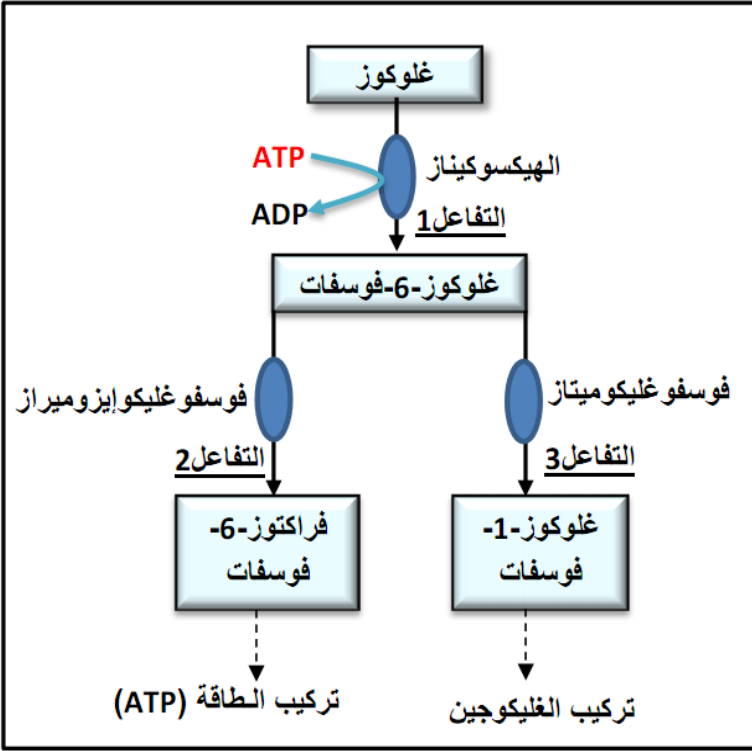 غلوكوز
ATP
الهيكسوكيناز
ADP
التفاعل1
غلوكوز-6-فوسفات
فوسفوغليكوميتاز
فوسفوغليكوإيزوميراز
التفاعل3
التفاعل2
غلوكوز-1-
فوسفات
فراكتوز-6-
فوسفات
تركيب الغليكوجين
تركيب الطاقة (ATP)